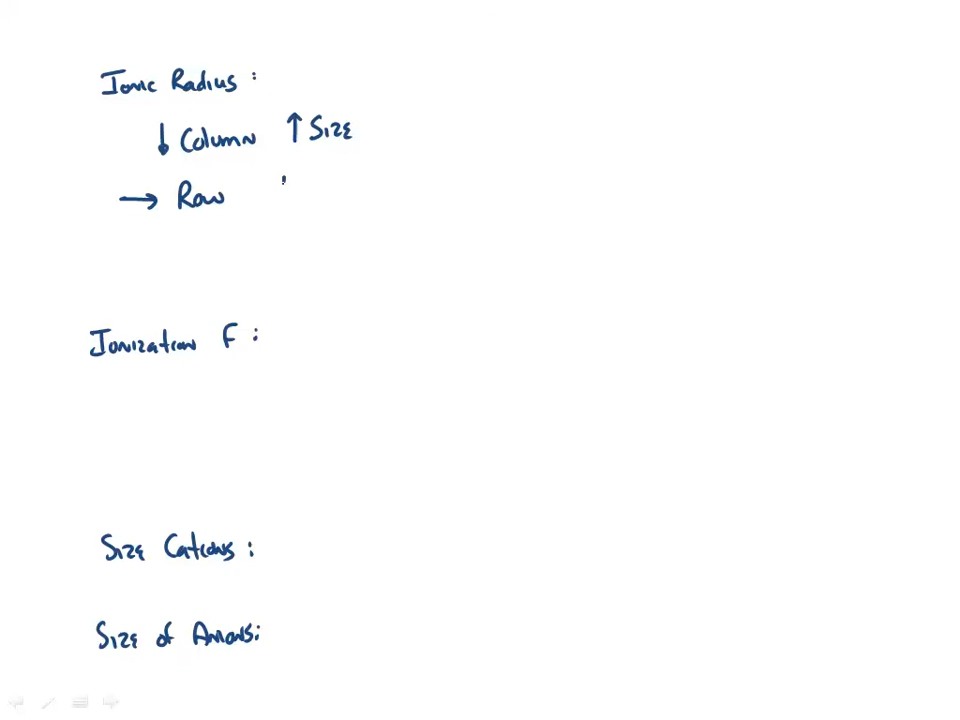 Ionic Radius :
↓ Column ↑ Size
→ Row
Ionization E :
Size Cations :
Size of Anions :